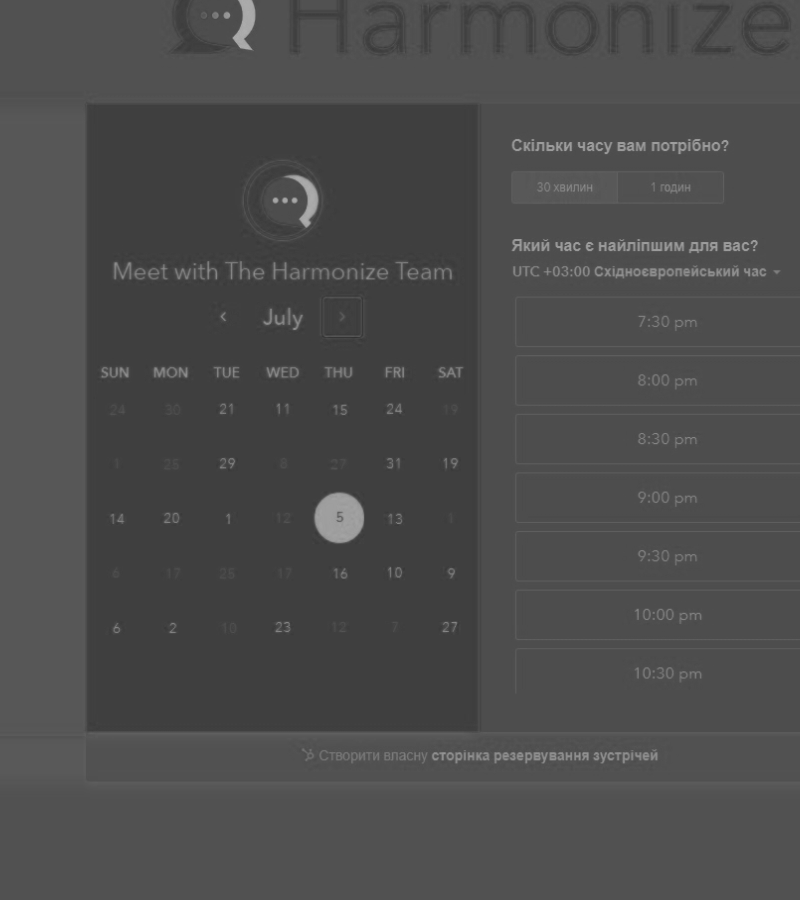 Harmonize
Meet with The Harmonize Team
July
SUN MON TUE WED THU FRI SAT
24 30 21 11 15 24 19
1 25 29 8 27 31 19
14 20 1 12 5 13 1
6 17 25 17 16 10 9
6 2 23 12 7 27
Скільки часу вам потрібно?
30 хвилин 1 годин
Який час є найліпшим для вас?
UTC +03:00 Східноєвропейський час
7:30 pm
8:00 pm
8:30 pm
9:00 pm
9:30 pm
10:00 pm
10:30 pm
Створити власну сторінка резервування зустрічей